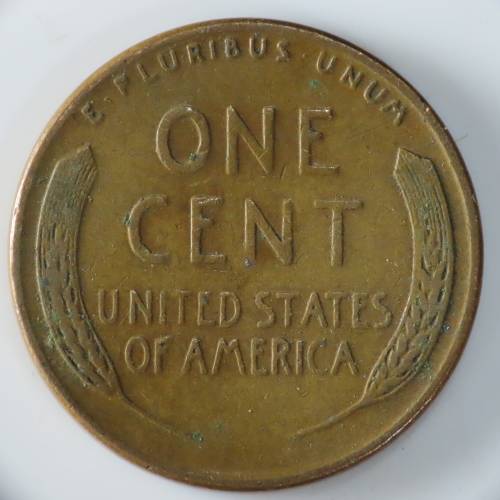 E·PLURIBUS·UNUM
ONE
CENT
UNITED STATES
OF AMERICA